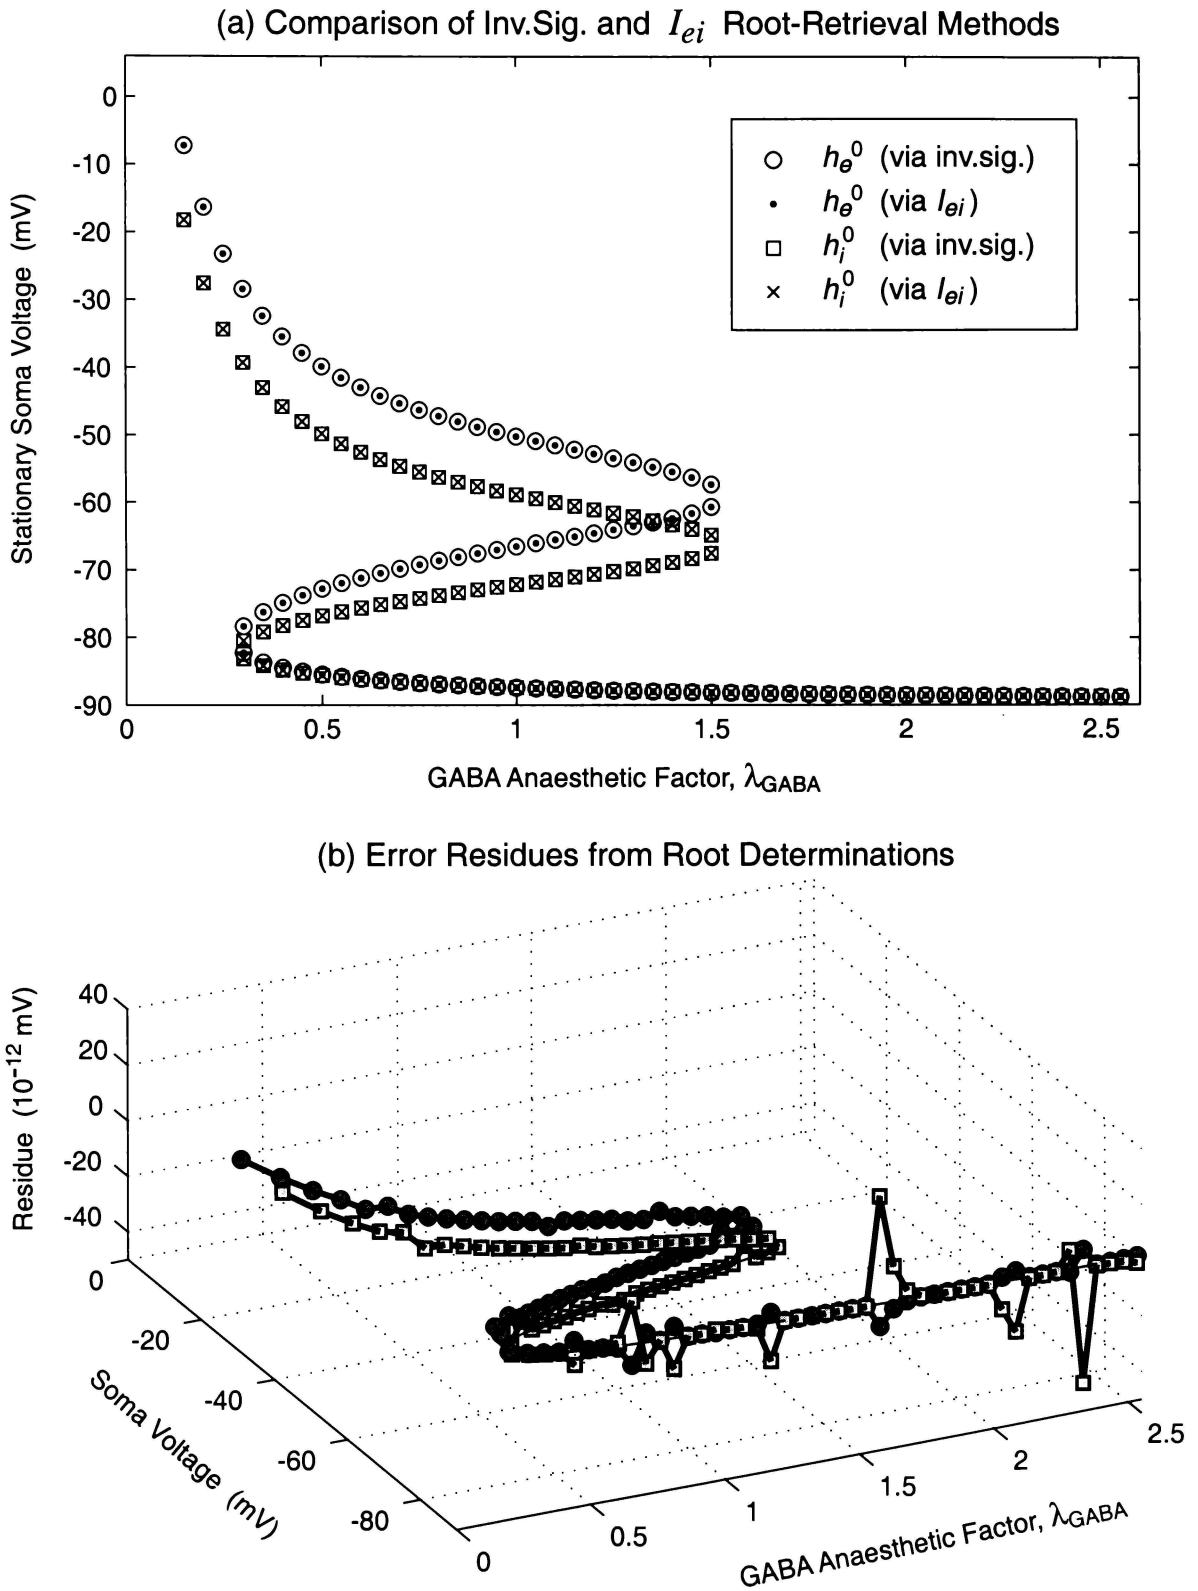 (a) Comparison of Inv.Sig. and I_ei Root-Retrieval Methods
Stationary Soma Voltage (mV)
0
-10
-20
-30
-40
-50
-60
-70
-80
-90
h_e^0 (via inv.sig.)
h_e^0 (via I_ei)
h_i^0 (via inv.sig.)
h_i^0 (via I_ei)
0
0.5
1
1.5
2
2.5
GABA Anaesthetic Factor, λ_GABA
(b) Error Residues from Root Determinations
Residue (10^-12 mV)
40
20
0
-20
-40
0
-20
-40
-60
-80
Soma Voltage (mV)
0
0.5
1
1.5
2
2.5
GABA Anaesthetic Factor, λ_GABA